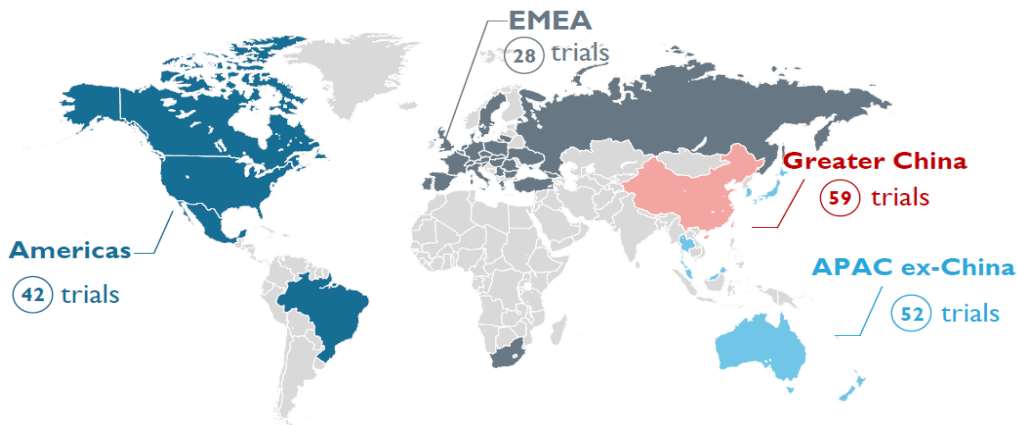 EMEA
28 trials
Greater China
59 trials
Americas
42 trials
APAC ex-China
52 trials